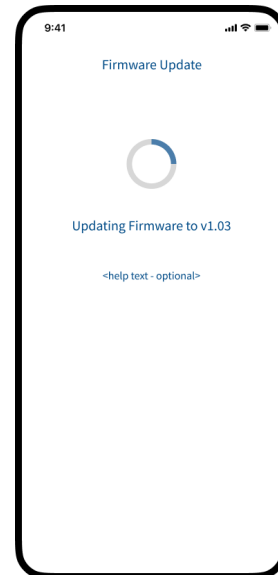 9:41
Firmware Update
Updating Firmware to v1.03
<help text - optional>